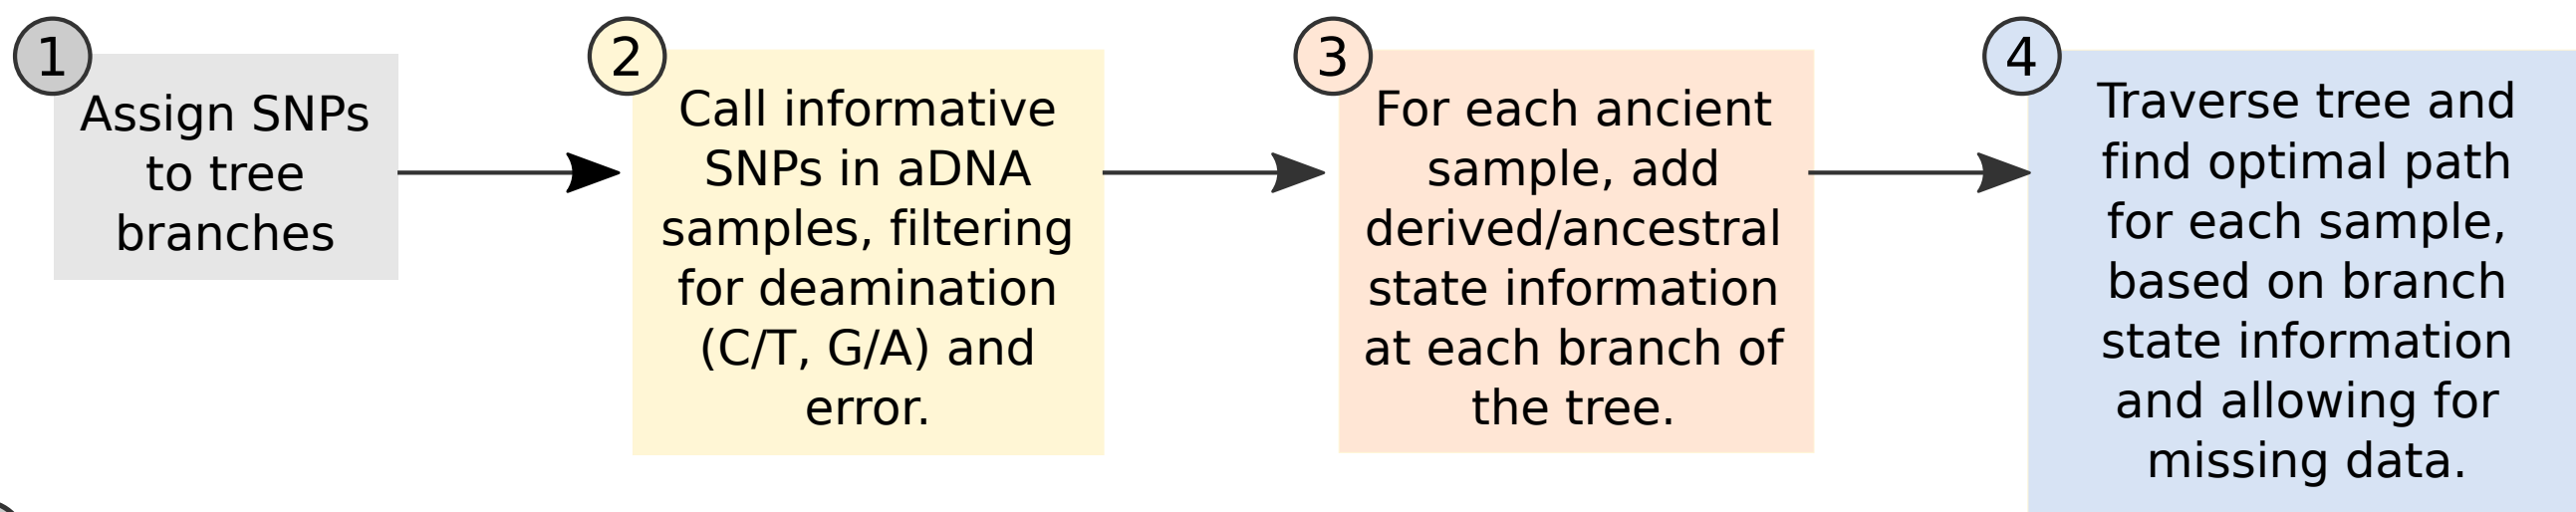 1
Assign SNPs
to tree
branches
2
Call informative
SNPs in aDNA
samples, filtering
for deamination
(C/T, G/A) and
error.
3
For each ancient
sample, add
derived/ancestral
state information
at each branch of
the tree.
4
Traverse tree and
find optimal path
for each sample,
based on branch
state information
and allowing for
missing data.